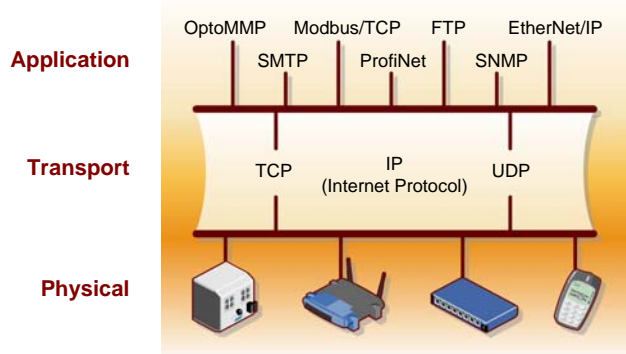 OptoMMP Modbus/TCP FTP EtherNet/IP
Application
SMTP ProfiNet SNMP
Transport
TCP IP UDP
(Internet Protocol)
Physical